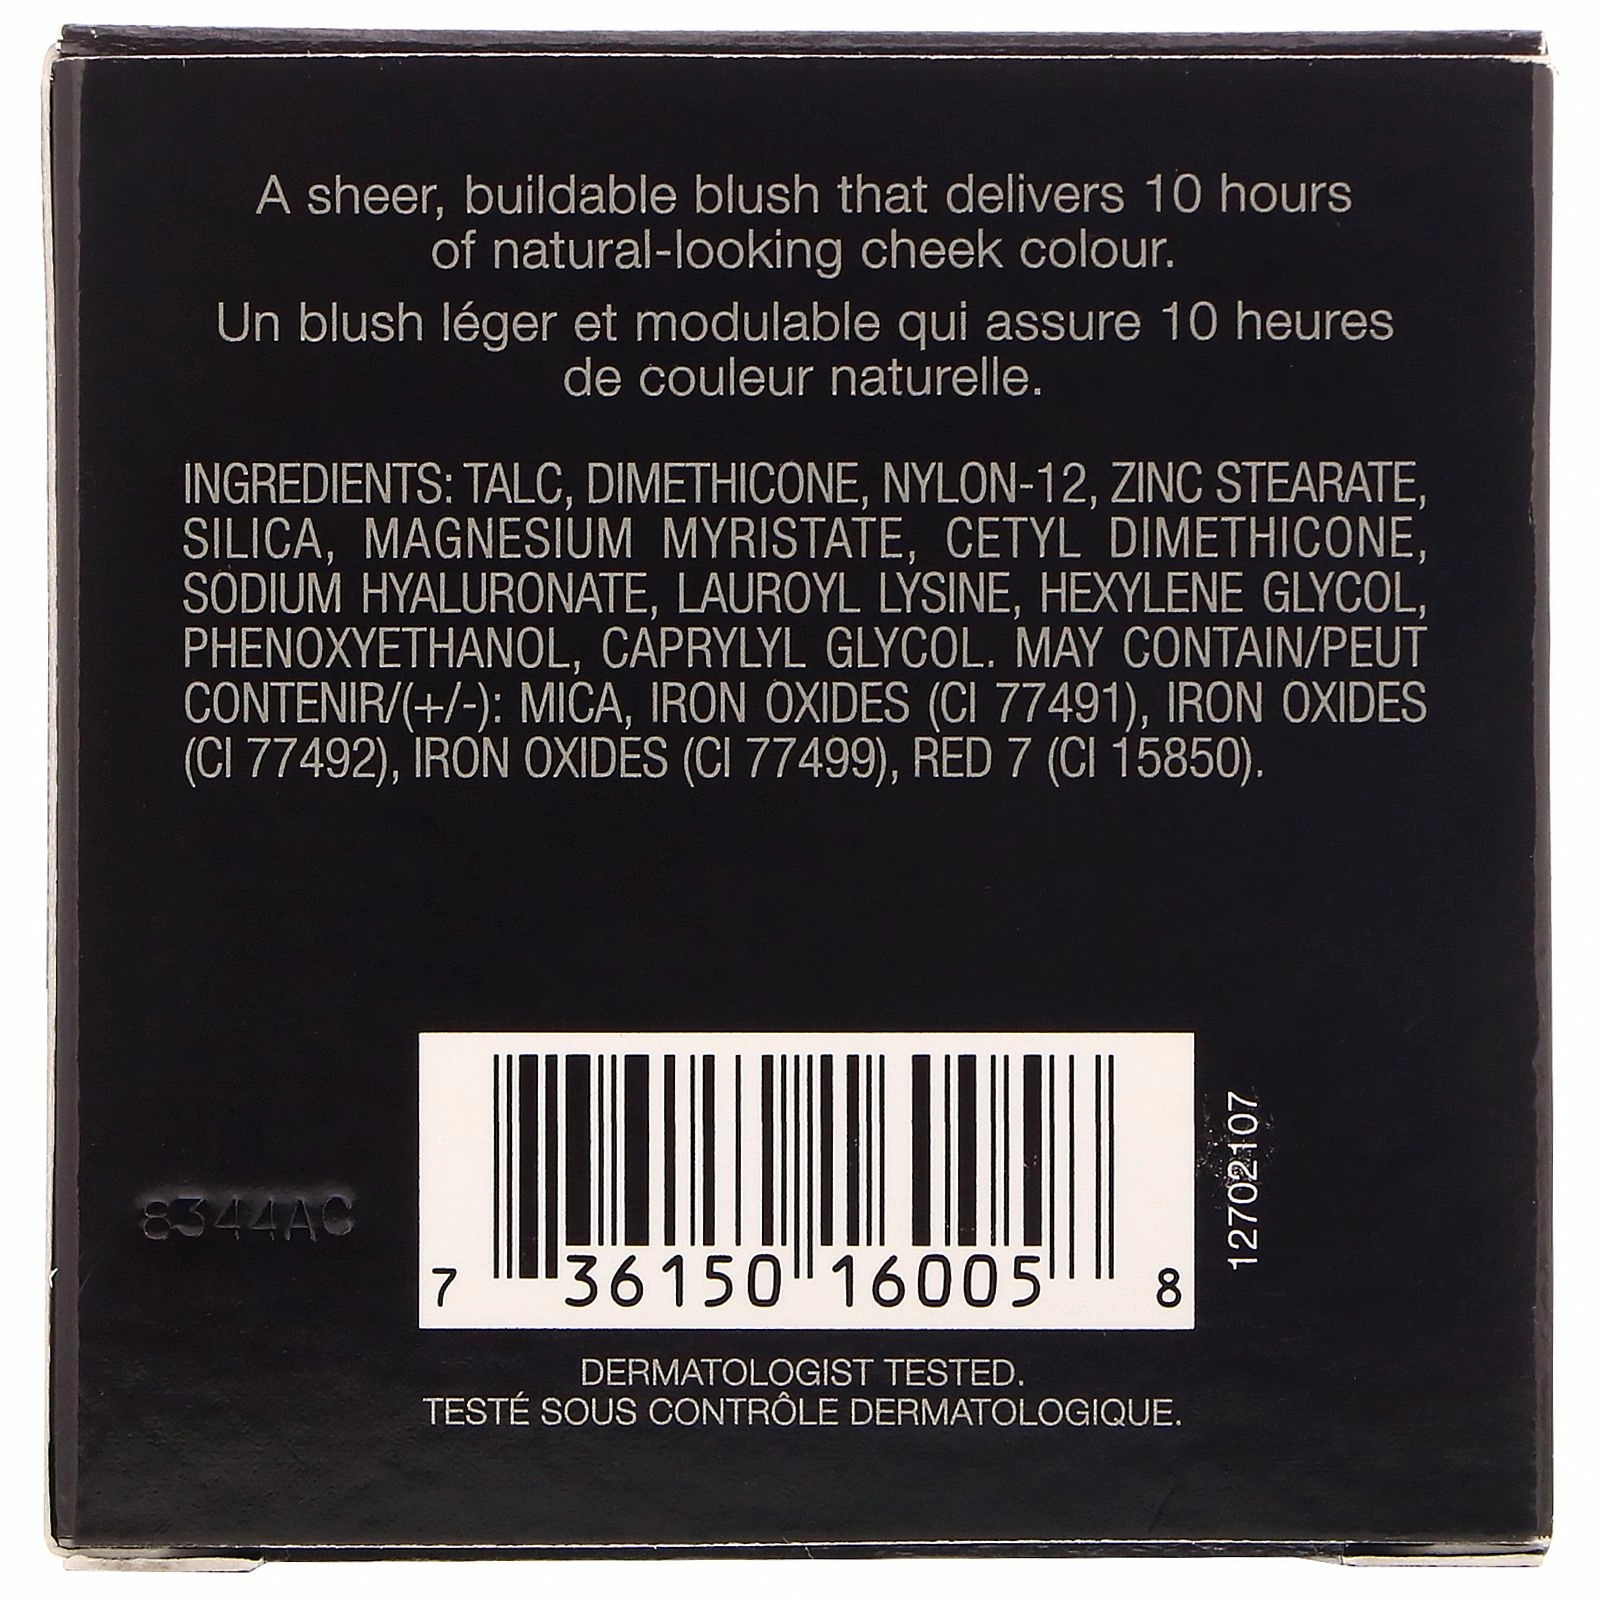 A sheer, buildable blush that delivers 10 hours
of natural-looking cheek colour.
Un blush léger et modulable qui assure 10 heures
de couleur naturelle.
INGREDIENTS: TALC, DIMETHICONE, NYLON-12, ZINC STEARATE,
SILICA, MAGNESIUM MYRISTATE, CETYL DIMETHICONE,
SODIUM HYALURONATE, LAUROYL LYSINE, HEXYLENE GLYCOL,
PHENOXYETHANOL, CAPRYLYL GLYCOL. MAY CONTAIN/PEUT
CONTENIR/(+/-): MICA, IRON OXIDES (CI 77491), IRON OXIDES
(CI 77492), IRON OXIDES (CI 77499), RED 7 (CI 15850).
8344AC
7 36150 16005 8
12702107
DERMATOLOGIST TESTED.
TESTÉ SOUS CONTRÔLE DERMATOLOGIQUE.